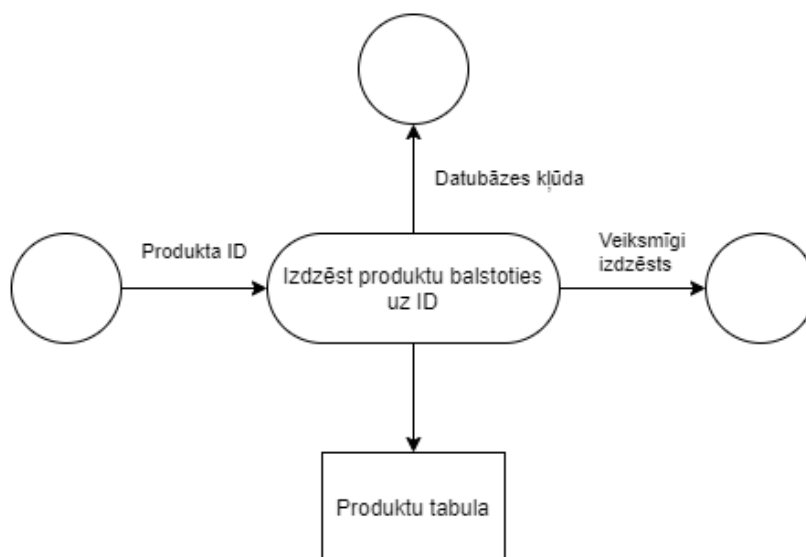 Datubāzes kļūda
Produkta ID
Izdzēst produktu balstoties
uz ID
Veiksmīgi
izdzēsts
Produktu tabula